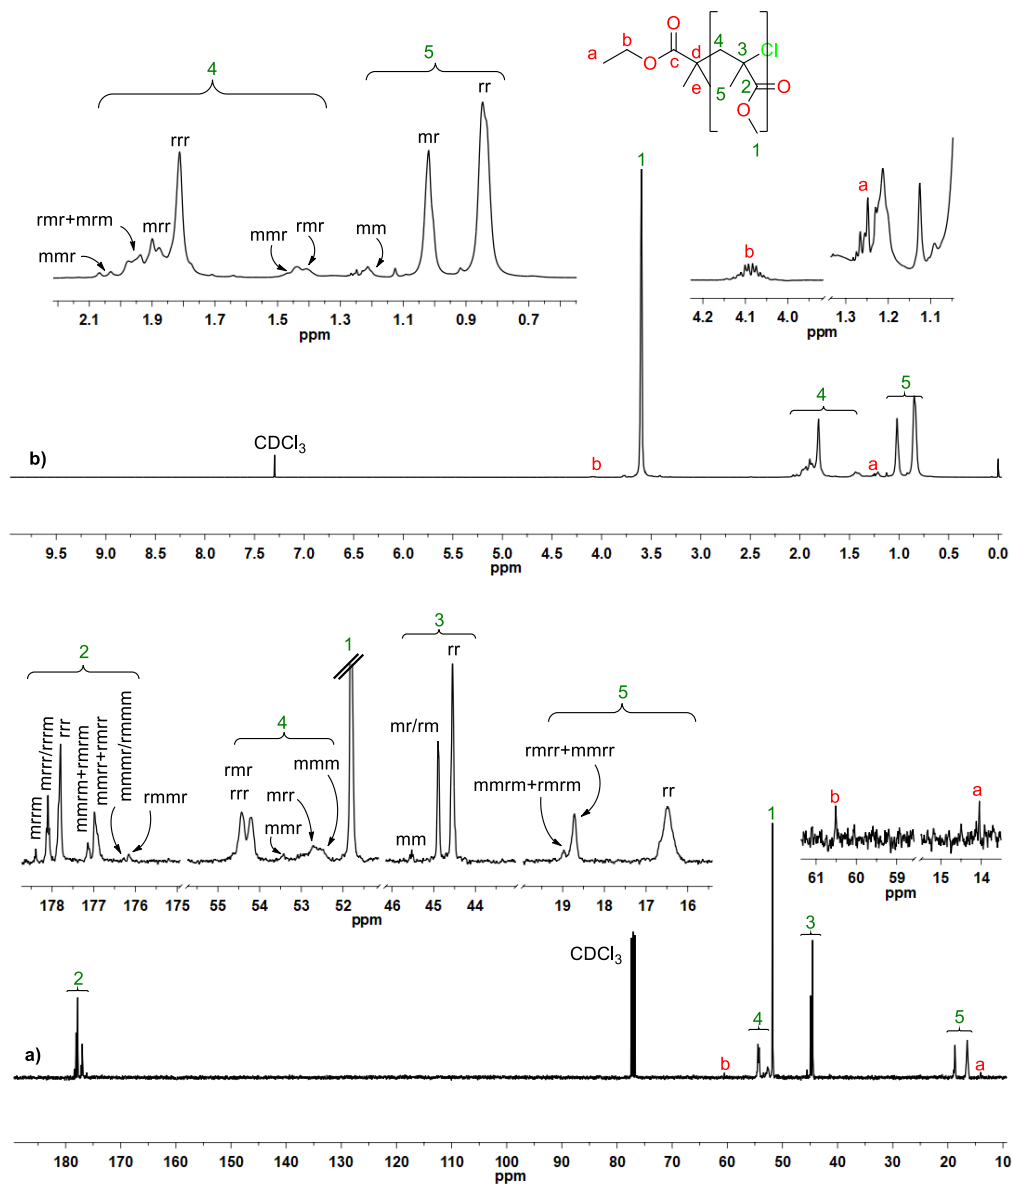 5
4
rr
rrr
mr
rmr+mrm
mrr
mmr
mmr
rmr
mm
2.1 1.9 1.7 1.5 1.3 1.1 0.9 0.7
ppm
O
b
a
O
c
d
e
4
5
3
Cl
2
O
O
1
1
b
a
4.2 4.1 4.0 1.3 1.2 1.1
ppm
b)
CDCl3
b
4
a
5
9.5 9.0 8.5 8.0 7.5 7.0 6.5 6.0 5.5 5.0 4.5 4.0 3.5 3.0 2.5 2.0 1.5 1.0 0.5 0.0
ppm
2
mrrm
mrrr/rrrm
rrr
mmrm+rmrm
mmrr+rmrr
mmmr/rmmm
rmmr
4
rmr
rrr
mmr
mrr
mmm
1
3
rr
mr/rm
mm
5
rmrr+mmrr
mmrm+rmrm
rr
178 177 176 175 55 54 53 52 46 45 44 19 18 17 16
ppm
b
a
61 60 59 15 14
ppm
a)
2
CDCl3
b
4
1
3
5
a
180 170 160 150 140 130 120 110 100 90 80 70 60 50 40 30 20 10
ppm